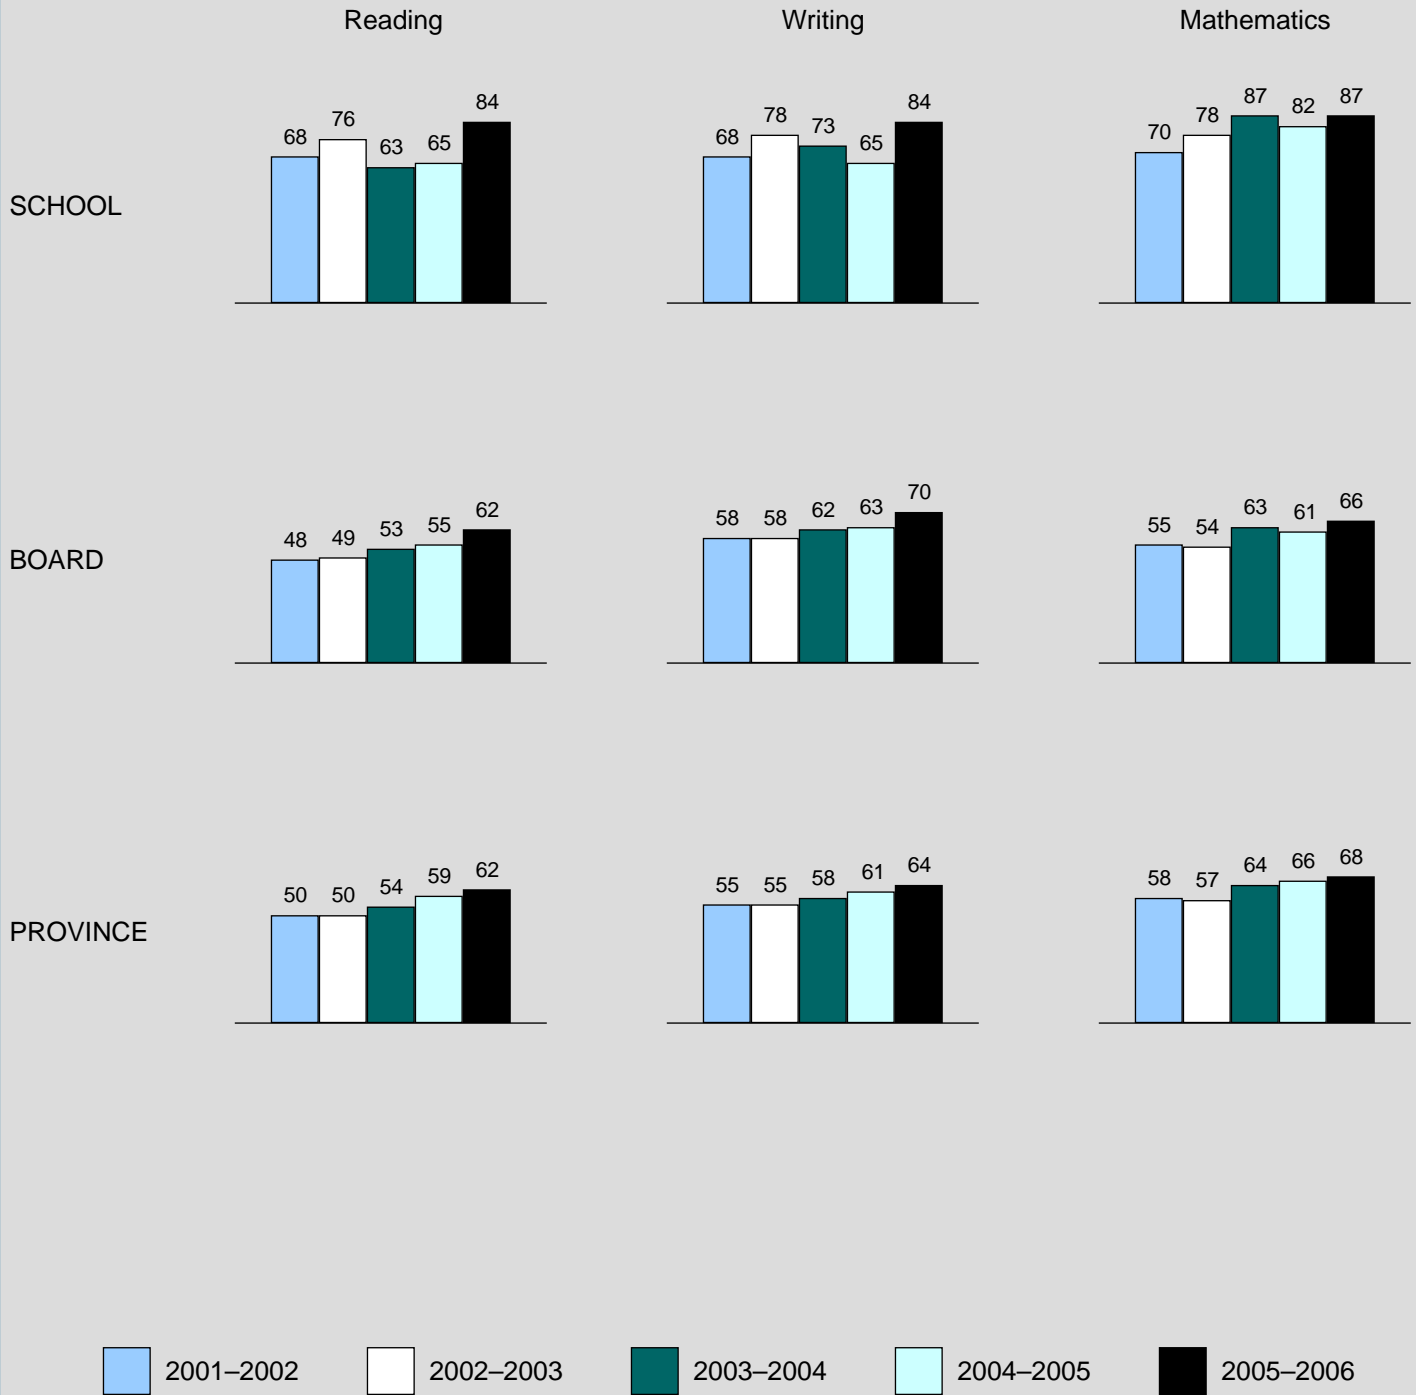 Reading Writing Mathematics
SCHOOL
68 76 63 65 84
68 78 73 65 84
70 78 87 82 87
BOARD
48 49 53 55 62
58 58 62 63 70
55 54 63 61 66
PROVINCE
50 50 54 59 62
55 55 58 61 64
58 57 64 66 68
2001–2002 2002–2003 2003–2004 2004–2005 2005–2006